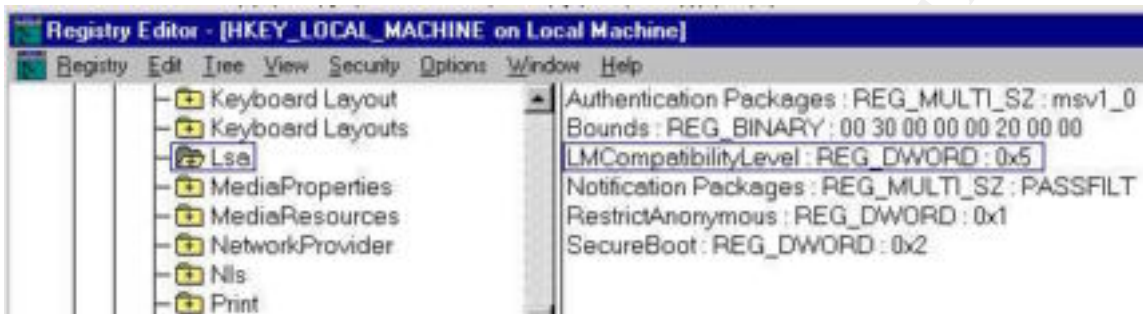 Registry Editor - [HKEY_LOCAL_MACHINE on Local Machine]
Registry Edit Tree View Security Options Window Help
Keyboard Layout
Keyboard Layouts
Lsa
MediaProperties
MediaResources
NetworkProvider
Nls
Print
Authentication Packages : REG_MULTI_SZ : msv1_0
Bounds : REG_BINARY : 00 30 00 00 00 20 00 00
LMCompatibilityLevel : REG_DWORD : 0x5
Notification Packages : REG_MULTI_SZ : PASSFILT
RestrictAnonymous : REG_DWORD : 0x1
SecureBoot : REG_DWORD : 0x2